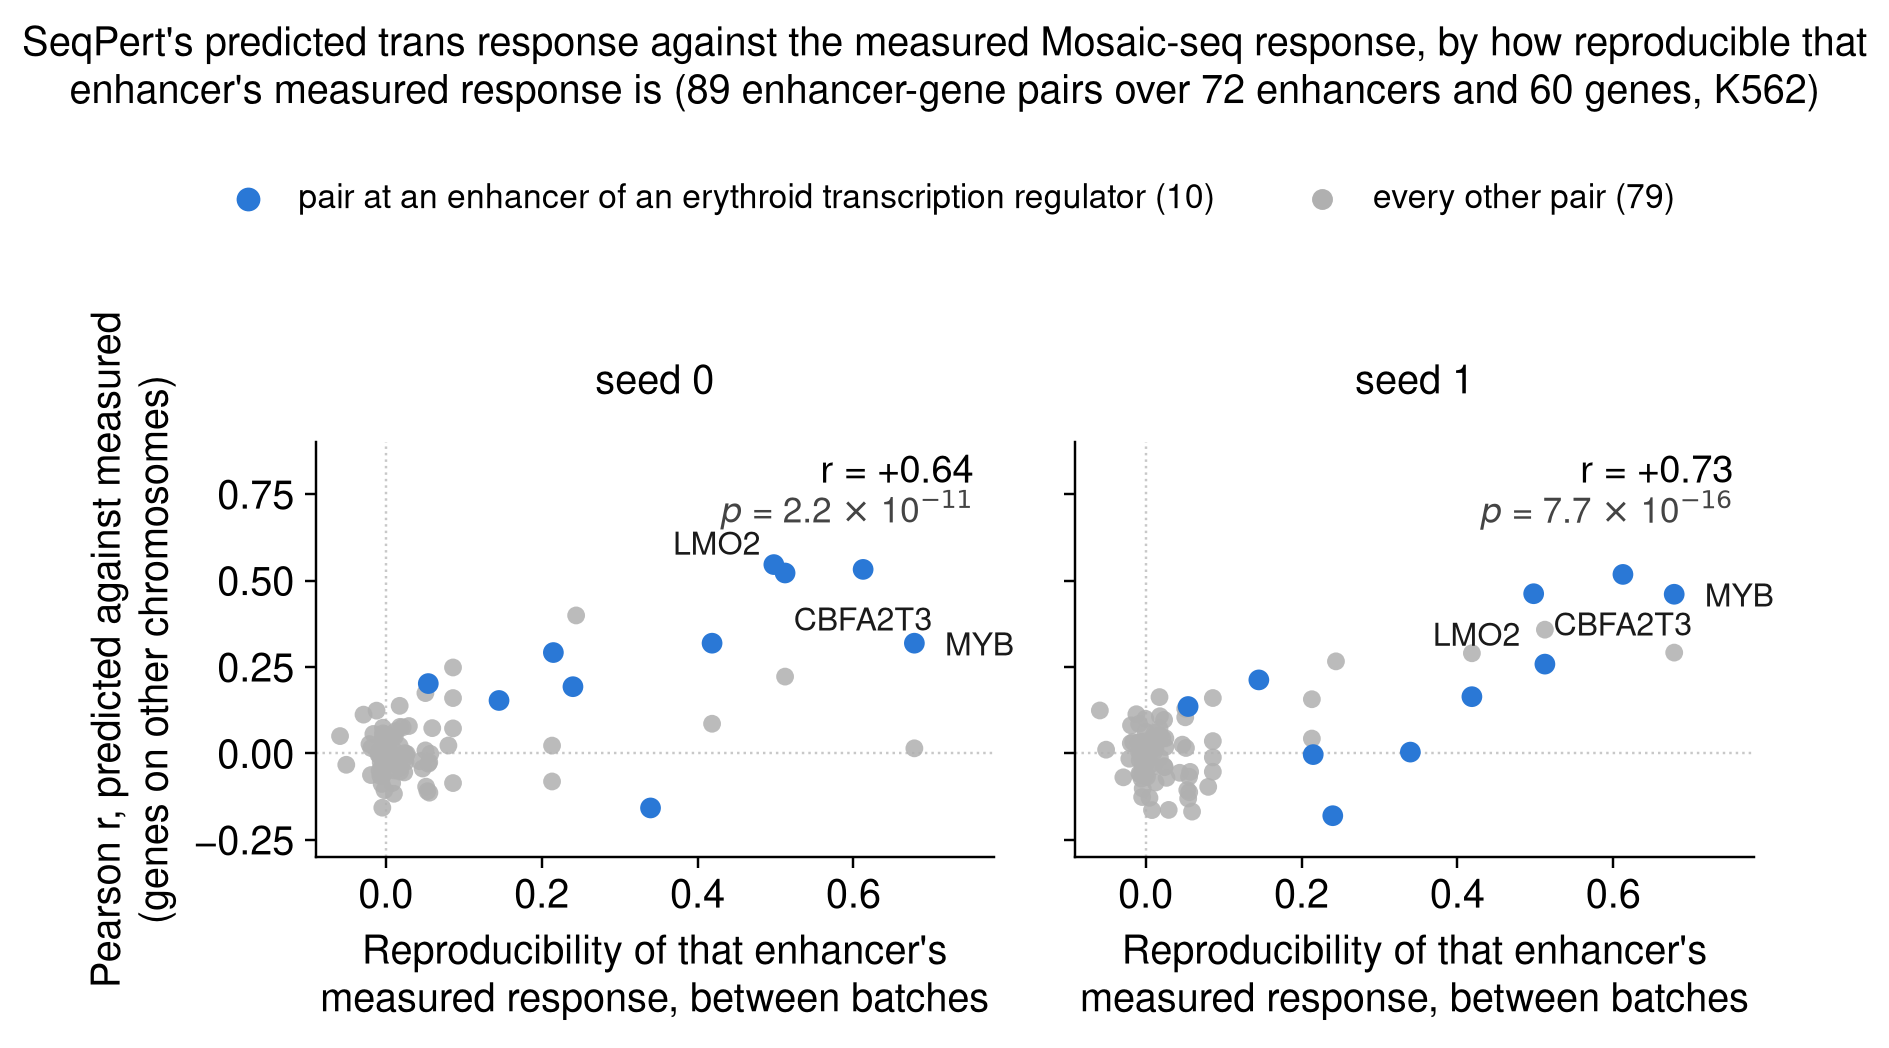 SeqPert's predicted trans response against the measured Mosaic-seq response, by how reproducible that
enhancer's measured response is (89 enhancer-gene pairs over 72 enhancers and 60 genes, K562)
pair at an enhancer of an erythroid transcription regulator (10)
every other pair (79)
Pearson r, predicted against measured
(genes on other chromosomes)
seed 0
r = +0.64
p = 2.2 × 10⁻¹¹
LMO2
CBFA2T3
MYB
0.75
0.50
0.25
0.00
−0.25
0.0
0.2
0.4
0.6
Reproducibility of that enhancer's
measured response, between batches
seed 1
r = +0.73
p = 7.7 × 10⁻¹⁶
MYB
CBFA2T3
LMO2
0.0
0.2
0.4
0.6
Reproducibility of that enhancer's
measured response, between batches